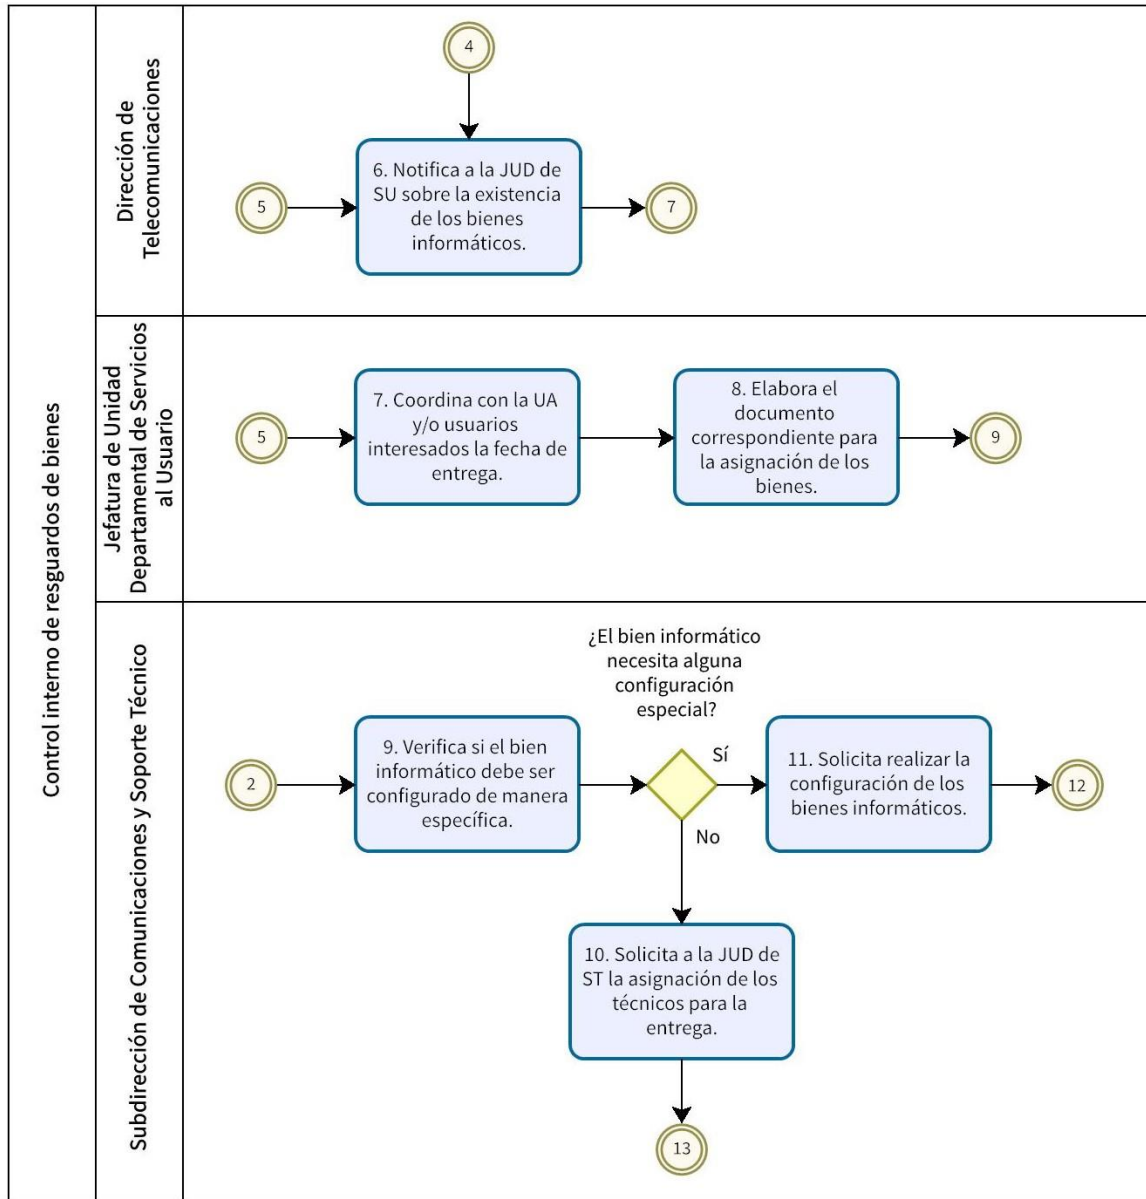 Control interno de resguardos de bienes
Dirección de
Telecomunicaciones
4
5
6. Notifica a la JUD de
SU sobre la existencia
de los bienes
informáticos.
7
Jefatura de Unidad
Departamental de Servicios
al Usuario
5
7. Coordina con la UA
y/o usuarios
interesados la fecha de
entrega.
8. Elabora el
documento
correspondiente para
la asignación de los
bienes.
9
Subdirección de Comunicaciones y Soporte Técnico
2
9. Verifica si el bien
informático debe ser
configurado de manera
específica.
¿El bien informático
necesita alguna
configuración
especial?
Sí
No
11. Solicita realizar la
configuración de los
bienes informáticos.
12
10. Solicita a la JUD de
ST la asignación de los
técnicos para la
entrega.
13